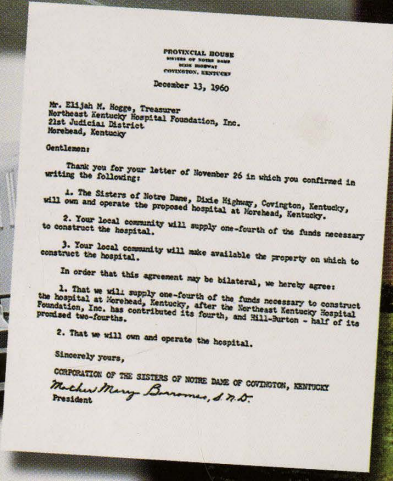 PROVINCIAL HOUSE
SISTERS OF NOTRE DAME
DIXIE HIGHWAY
COVINGTON, KENTUCKY
December 13, 1960
Mr. Elijah M. Hogge, Treasurer
Northeast Kentucky Hospital Foundation, Inc.
21st Judicial District
Morehead, Kentucky
Gentlemen:
Thank you for your letter of November 26 in which you confirmed in
writing the following:
1. The Sisters of Notre Dame, Dixie Highway, Covington, Kentucky,
will own and operate the proposed hospital at Morehead, Kentucky.
2. Your local community will supply one-fourth of the funds necessary
to construct the hospital.
3. Your local community will make available the property on which to
construct the hospital.
In order that this agreement may be bilateral, we hereby agree:
1. That we will supply one-fourth of the funds necessary to construct
the hospital at Morehead, Kentucky, after the Northeast Kentucky Hospital
Foundation, Inc. has contributed its fourth, and Hill-Burton - half of its
promised two-fourths.
2. That we will own and operate the hospital.
Sincerely yours,
CORPORATION OF THE SISTERS OF NOTRE DAME OF COVINGTON, KENTUCKY
Mother Mary Borromeo, S.N.D.
President